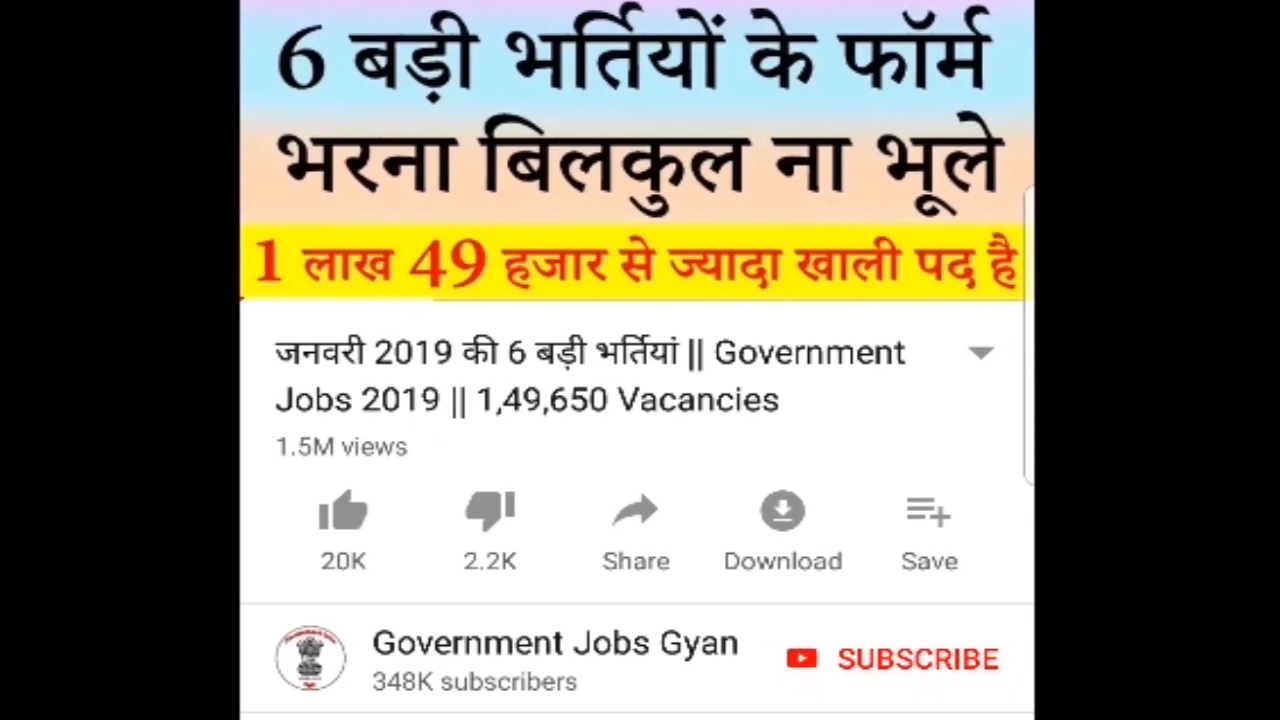 6 बड़ी भर्तियों के फॉर्म
भरना बिलकुल ना भूले
1 लाख 49 हजार से ज्यादा खाली पद है
जनवरी 2019 की 6 बड़ी भर्तियां || Government
Jobs 2019 || 1,49,650 Vacancies
1.5M views
20K
2.2K
Share
Download
Save
Government Jobs Gyan
SUBSCRIBE
348K subscribers